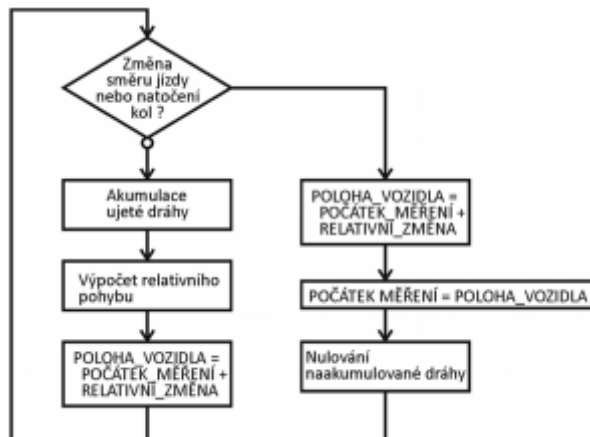 Změna
směru jízdy
nebo natočení
kol ?
Akumulace
ujeté dráhy
Výpočet relativního
pohybu
POLOHA_VOZIDLA =
POČÁTEK_MĚŘENÍ +
RELATIVNÍ_ZMĚNA
POLOHA_VOZIDLA =
POČÁTEK_MĚŘENÍ +
RELATIVNÍ_ZMĚNA
POČÁTEK MĚŘENÍ = POLOHA_VOZIDLA
Nulování
naakumulované dráhy